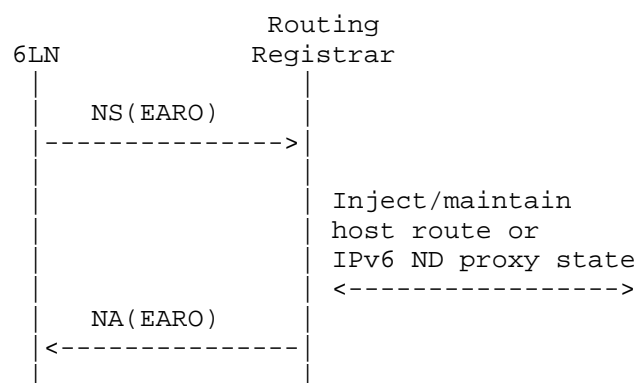 Routing
6LN Registrar
NS(EARO)
Inject/maintain
host route or
IPv6 ND proxy state
NA(EARO)